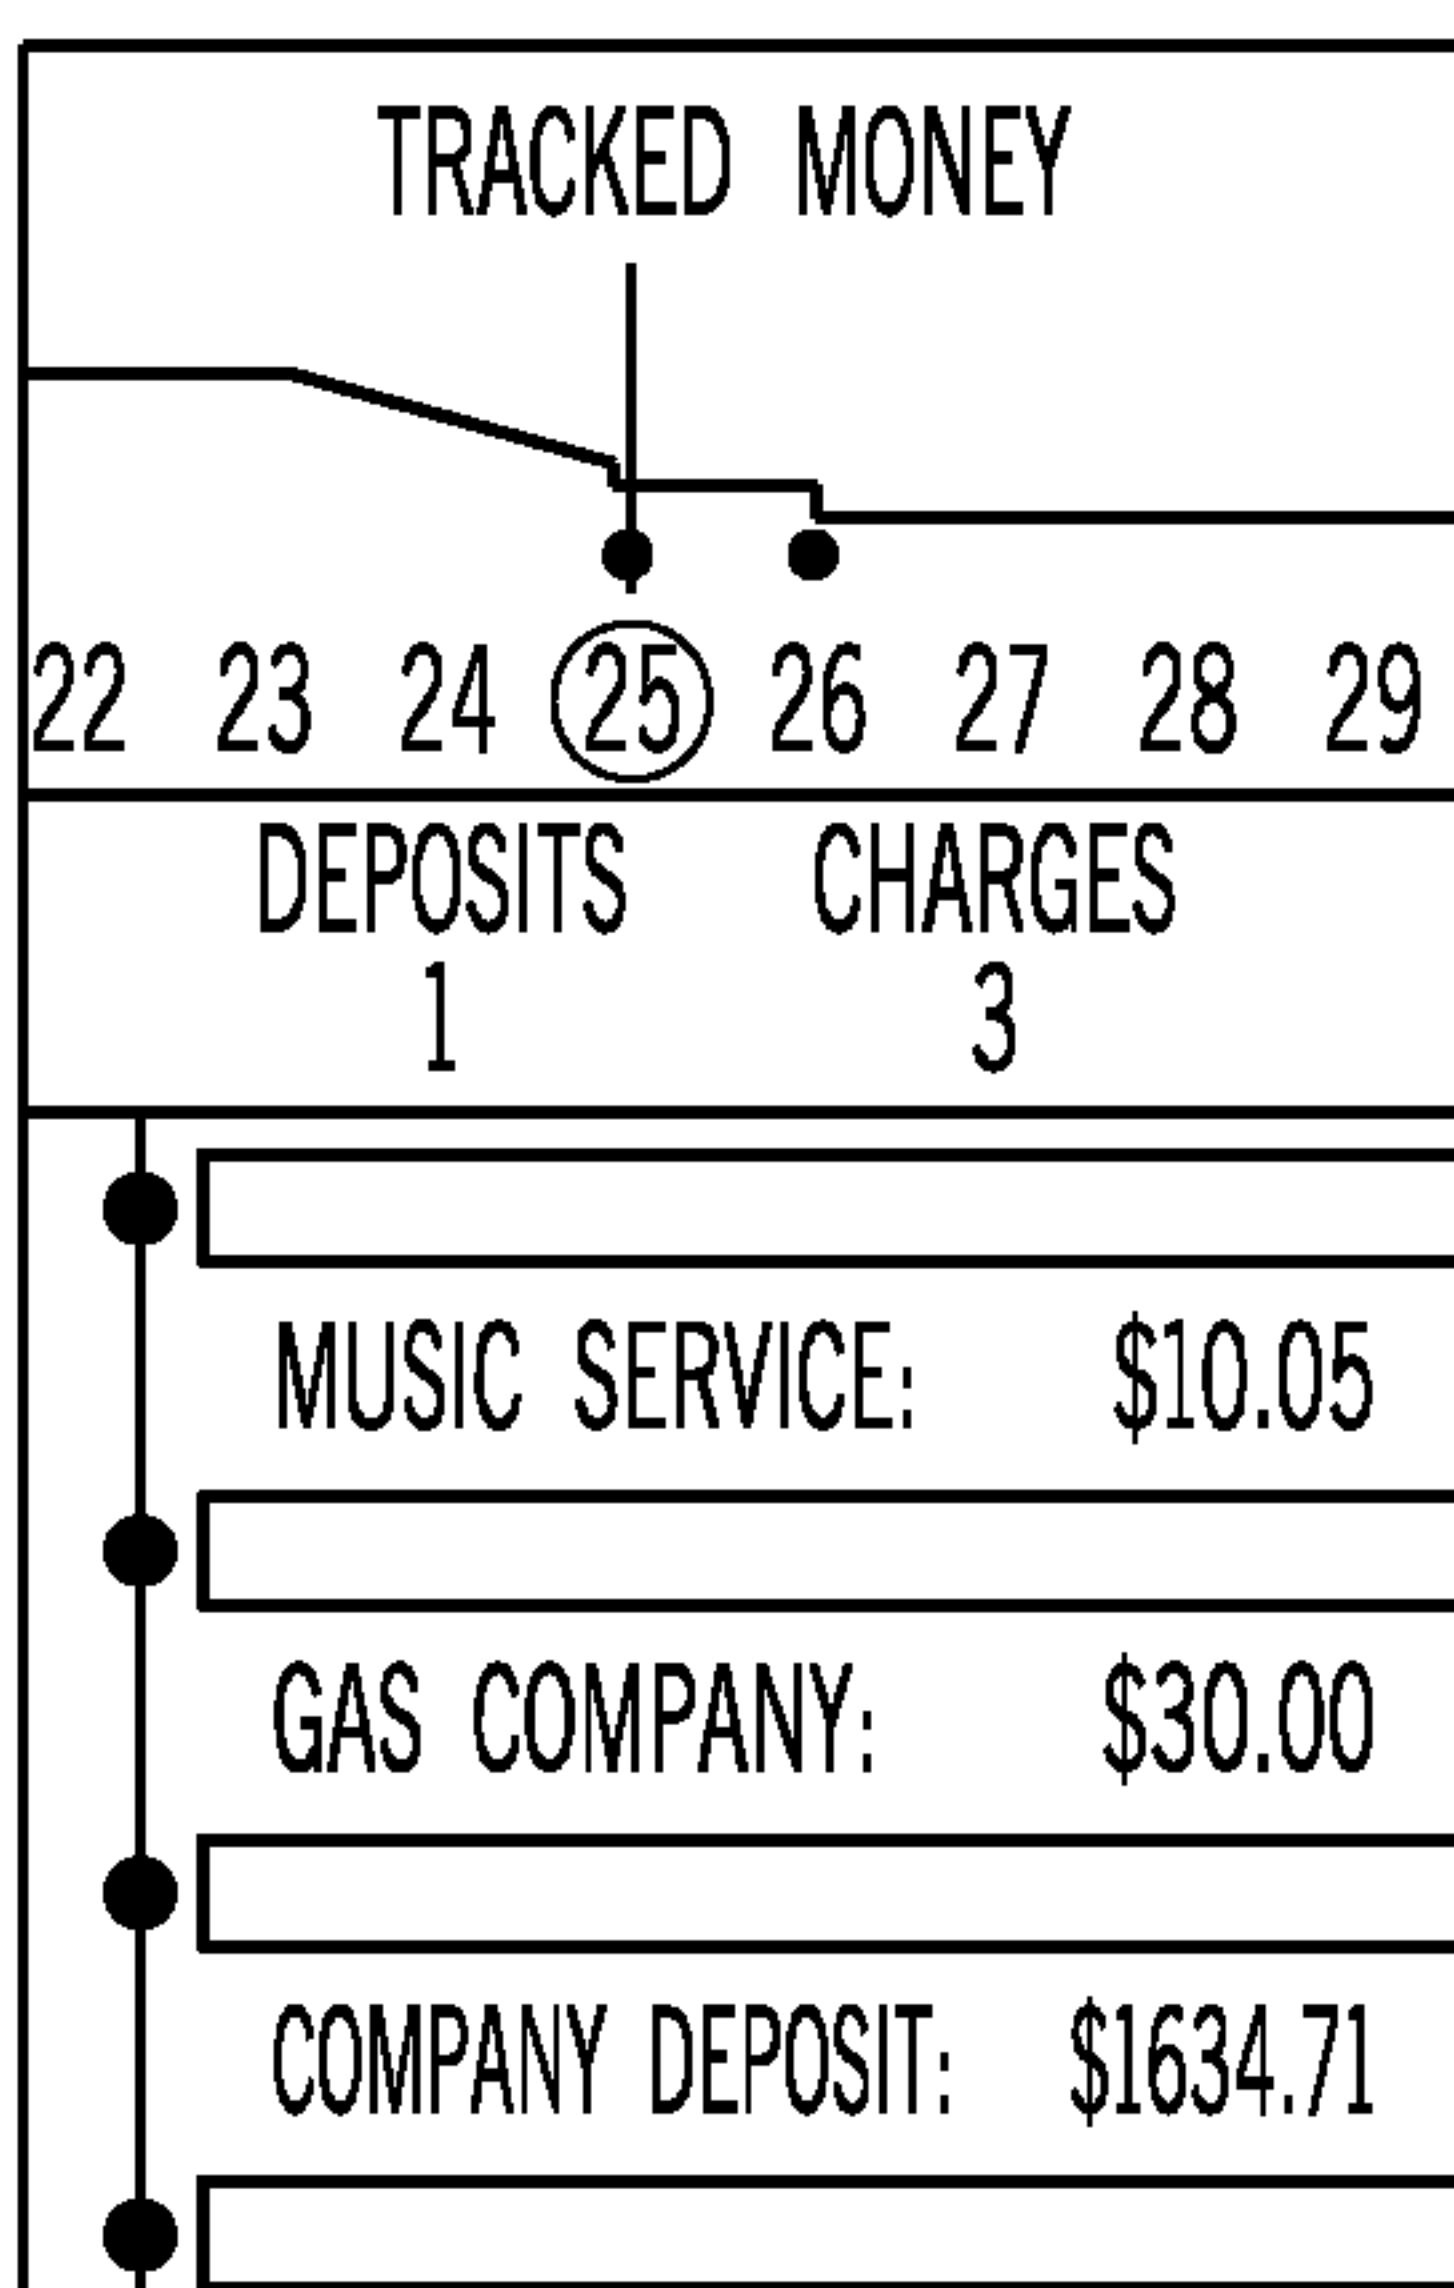 TRACKED MONEY
22 23 24 25 26 27 28 29
DEPOSITS CHARGES
1 3
MUSIC SERVICE: $10.05
GAS COMPANY: $30.00
COMPANY DEPOSIT: $1634.71